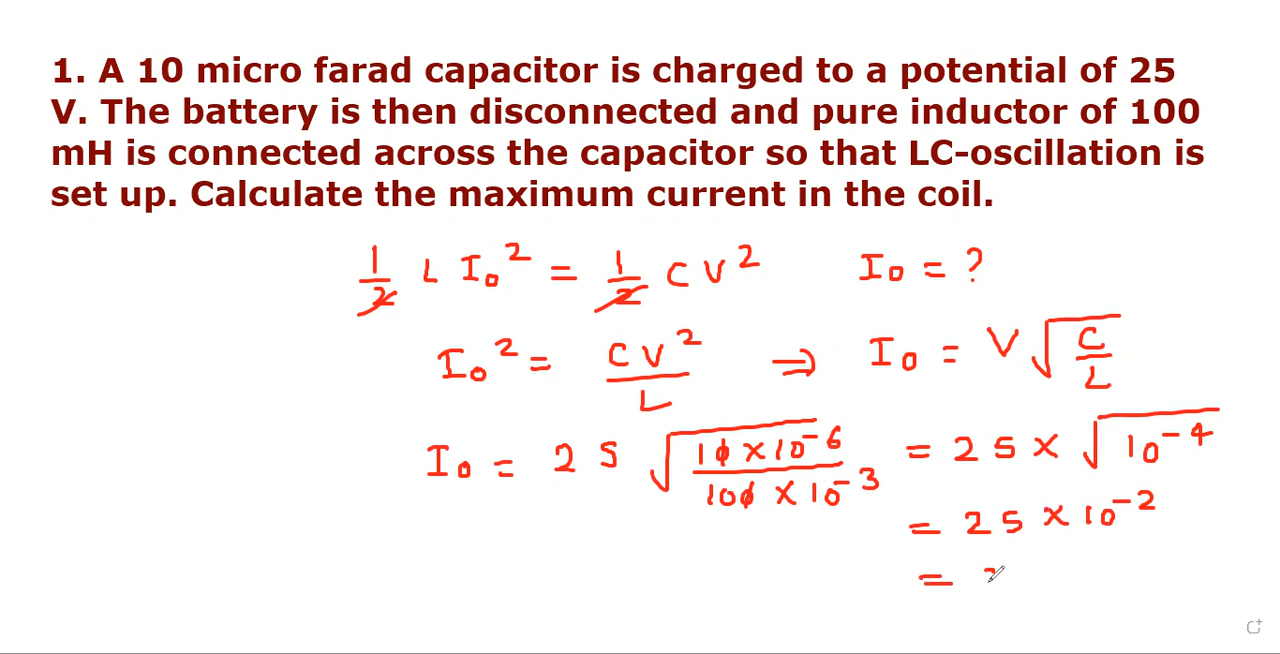 1. A 10 micro farad capacitor is charged to a potential of 25
V. The battery is then disconnected and pure inductor of 100
mH is connected across the capacitor so that LC-oscillation is
set up. Calculate the maximum current in the coil.
1/2 L I₀² = 1/2 C V² I₀ = ?
I₀² = C V²/L ⇒ I₀ = V √(C/L)
I₀ = 25 √(10 × 10⁻⁶/100 × 10⁻³) = 25 × √10⁻⁴
= 25 × 10⁻²
=